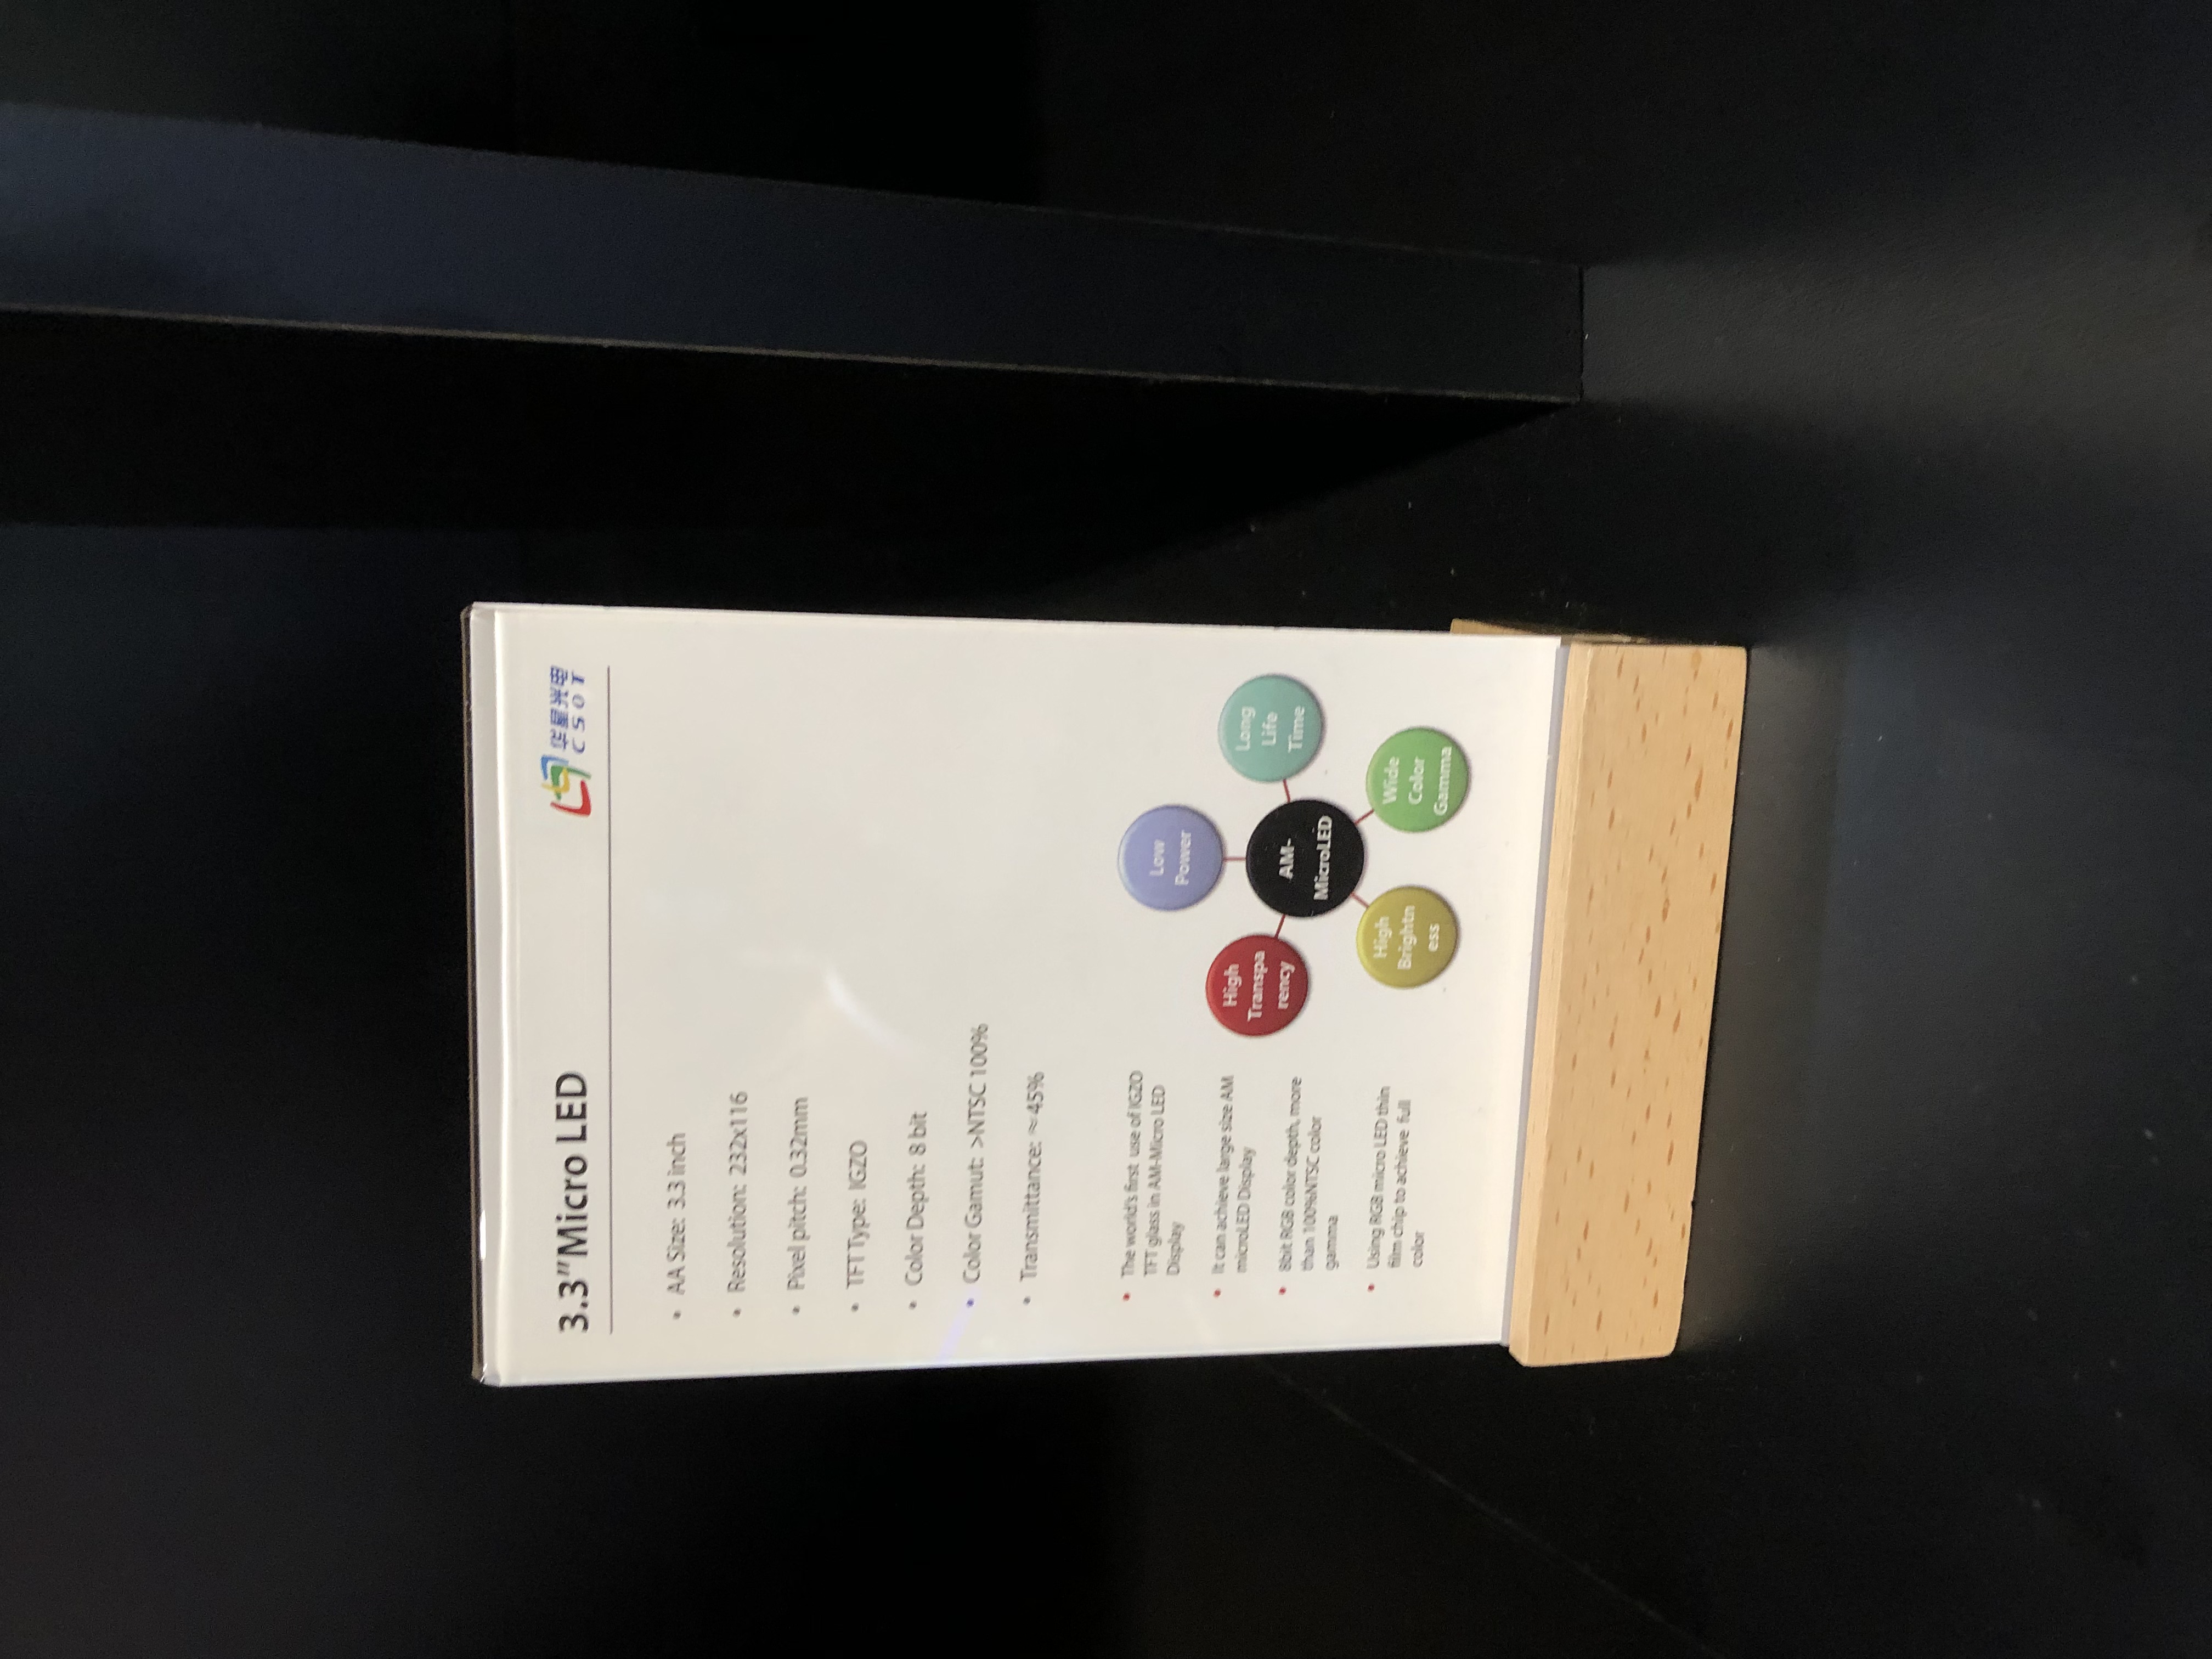 3.3"Micro LED
华星光电
CSOT
• AA Size: 3.3 inch
• Resolution: 232x116
• Pixel pitch: 0.32mm
• TFT Type: IGZO
• Color Depth: 8 bit
• Color Gamut: >NTSC 100%
• Transmittance: ≈45%
• The world's first use of IGZO
TFT glass in AM-Micro LED
Display
• It can achieve large size AM
microLED Display
• 8bit RGB color depth, more
than 100%NTSC color
gamma
• Using RGB micro LED thin
film chip to achieve full
color
Low
Power
High
Transpa
rency
Long
Life
Time
AM-
MicroLED
High
Brightn
ess
Wide
Color
Gamma